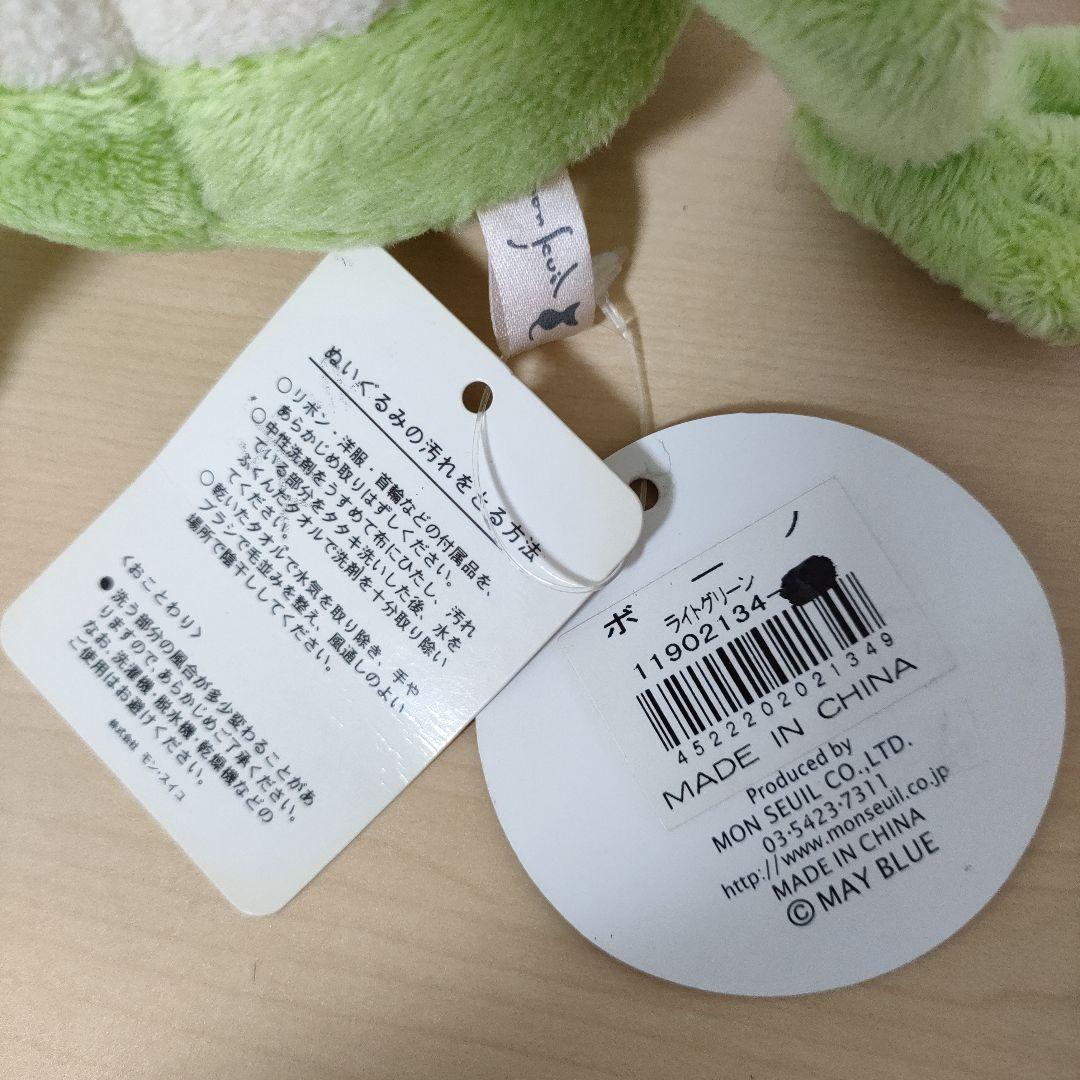 mon seuil
ぬいぐるみの汚れをとる方法
○リボン・洋服・首輪などの付属品を、
あらかじめ取りはずしてください。
○中性洗剤をうすめて布にひたし、汚れ
ている部分をタタキ洗いした後、水を
ふくんだタオルで洗剤を十分取り除い
てください。
○乾いたタオルで水気を取り除き、手や
ブラシで毛並みを整え、風通しのよい
場所で陰干ししてください。
〈おことわり〉
●洗う部分の風合が多少変わることがあ
りますので、あらかじめご了承ください。
なお、洗濯機・脱水機・乾燥機などの
ご使用はお避けください。
株式会社 モン・スイユ
ボーノ
ライトグリーン
11902134-
4522202021349
MADE IN CHINA
Produced by
MON SEUIL CO.,LTD.
03-5423-7311
http://www.monseuil.co.jp
MADE IN CHINA
© MAY BLUE